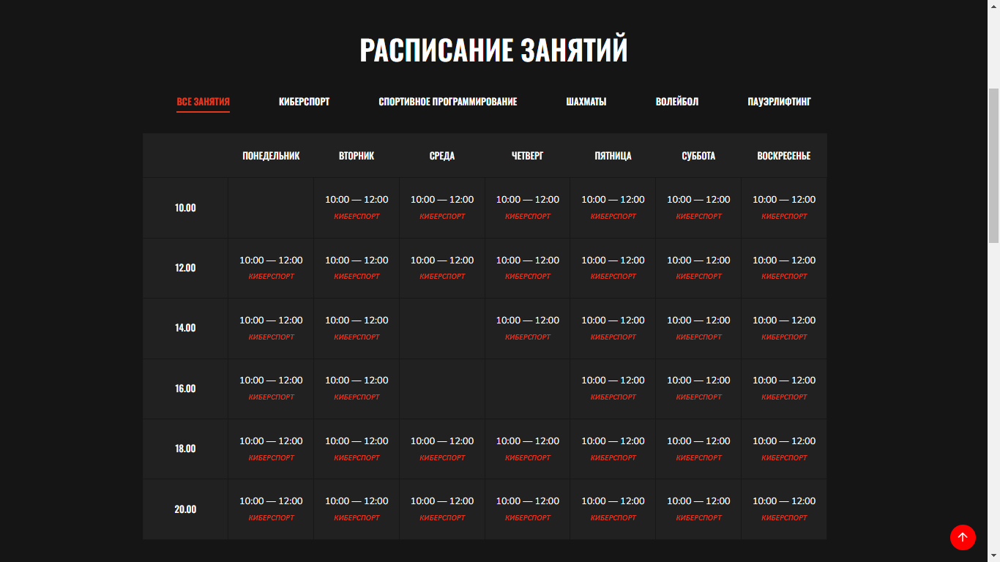 РАСПИСАНИЕ ЗАНЯТИЙ
ВСЕ ЗАНЯТИЯ КИБЕРСПОРТ СПОРТИВНОЕ ПРОГРАММИРОВАНИЕ ШАХМАТЫ ВОЛЕЙБОЛ ПАУЭРЛИФТИНГ
ПОНЕДЕЛЬНИК ВТОРНИК СРЕДА ЧЕТВЕРГ ПЯТНИЦА СУББОТА ВОСКРЕСЕНЬЕ
10:00 — 12:00 10:00 — 12:00 10:00 — 12:00 10:00 — 12:00 10:00 — 12:00 10:00 — 12:00
10.00
КИБЕРСПОРТ КИБЕРСПОРТ КИБЕРСПОРТ КИБЕРСПОРТ КИБЕРСПОРТ КИБЕРСПОРТ
10:00 — 12:00 10:00 — 12:00 10:00 — 12:00 10:00 — 12:00 10:00 — 12:00 10:00 — 12:00 10:00 — 12:00
12.00
КИБЕРСПОРТ КИБЕРСПОРТ КИБЕРСПОРТ КИБЕРСПОРТ КИБЕРСПОРТ КИБЕРСПОРТ КИБЕРСПОРТ
10:00 — 12:00 10:00 — 12:00 10:00 — 12:00 10:00 — 12:00 10:00 — 12:00 10:00 — 12:00
14.00
КИБЕРСПОРТ КИБЕРСПОРТ КИБЕРСПОРТ КИБЕРСПОРТ КИБЕРСПОРТ КИБЕРСПОРТ
10:00 — 12:00 10:00 — 12:00 10:00 — 12:00 10:00 — 12:00 10:00 — 12:00
16.00
КИБЕРСПОРТ КИБЕРСПОРТ КИБЕРСПОРТ КИБЕРСПОРТ КИБЕРСПОРТ
10:00 — 12:00 10:00 — 12:00 10:00 — 12:00 10:00 — 12:00 10:00 — 12:00 10:00 — 12:00 10:00 — 12:00
18.00
КИБЕРСПОРТ КИБЕРСПОРТ КИБЕРСПОРТ КИБЕРСПОРТ КИБЕРСПОРТ КИБЕРСПОРТ КИБЕРСПОРТ
10:00 — 12:00 10:00 — 12:00 10:00 — 12:00 10:00 — 12:00 10:00 — 12:00 10:00 — 12:00 10:00 — 12:00
20.00
КИБЕРСПОРТ КИБЕРСПОРТ КИБЕРСПОРТ КИБЕРСПОРТ КИБЕРСПОРТ КИБЕРСПОРТ КИБЕРСПОРТ